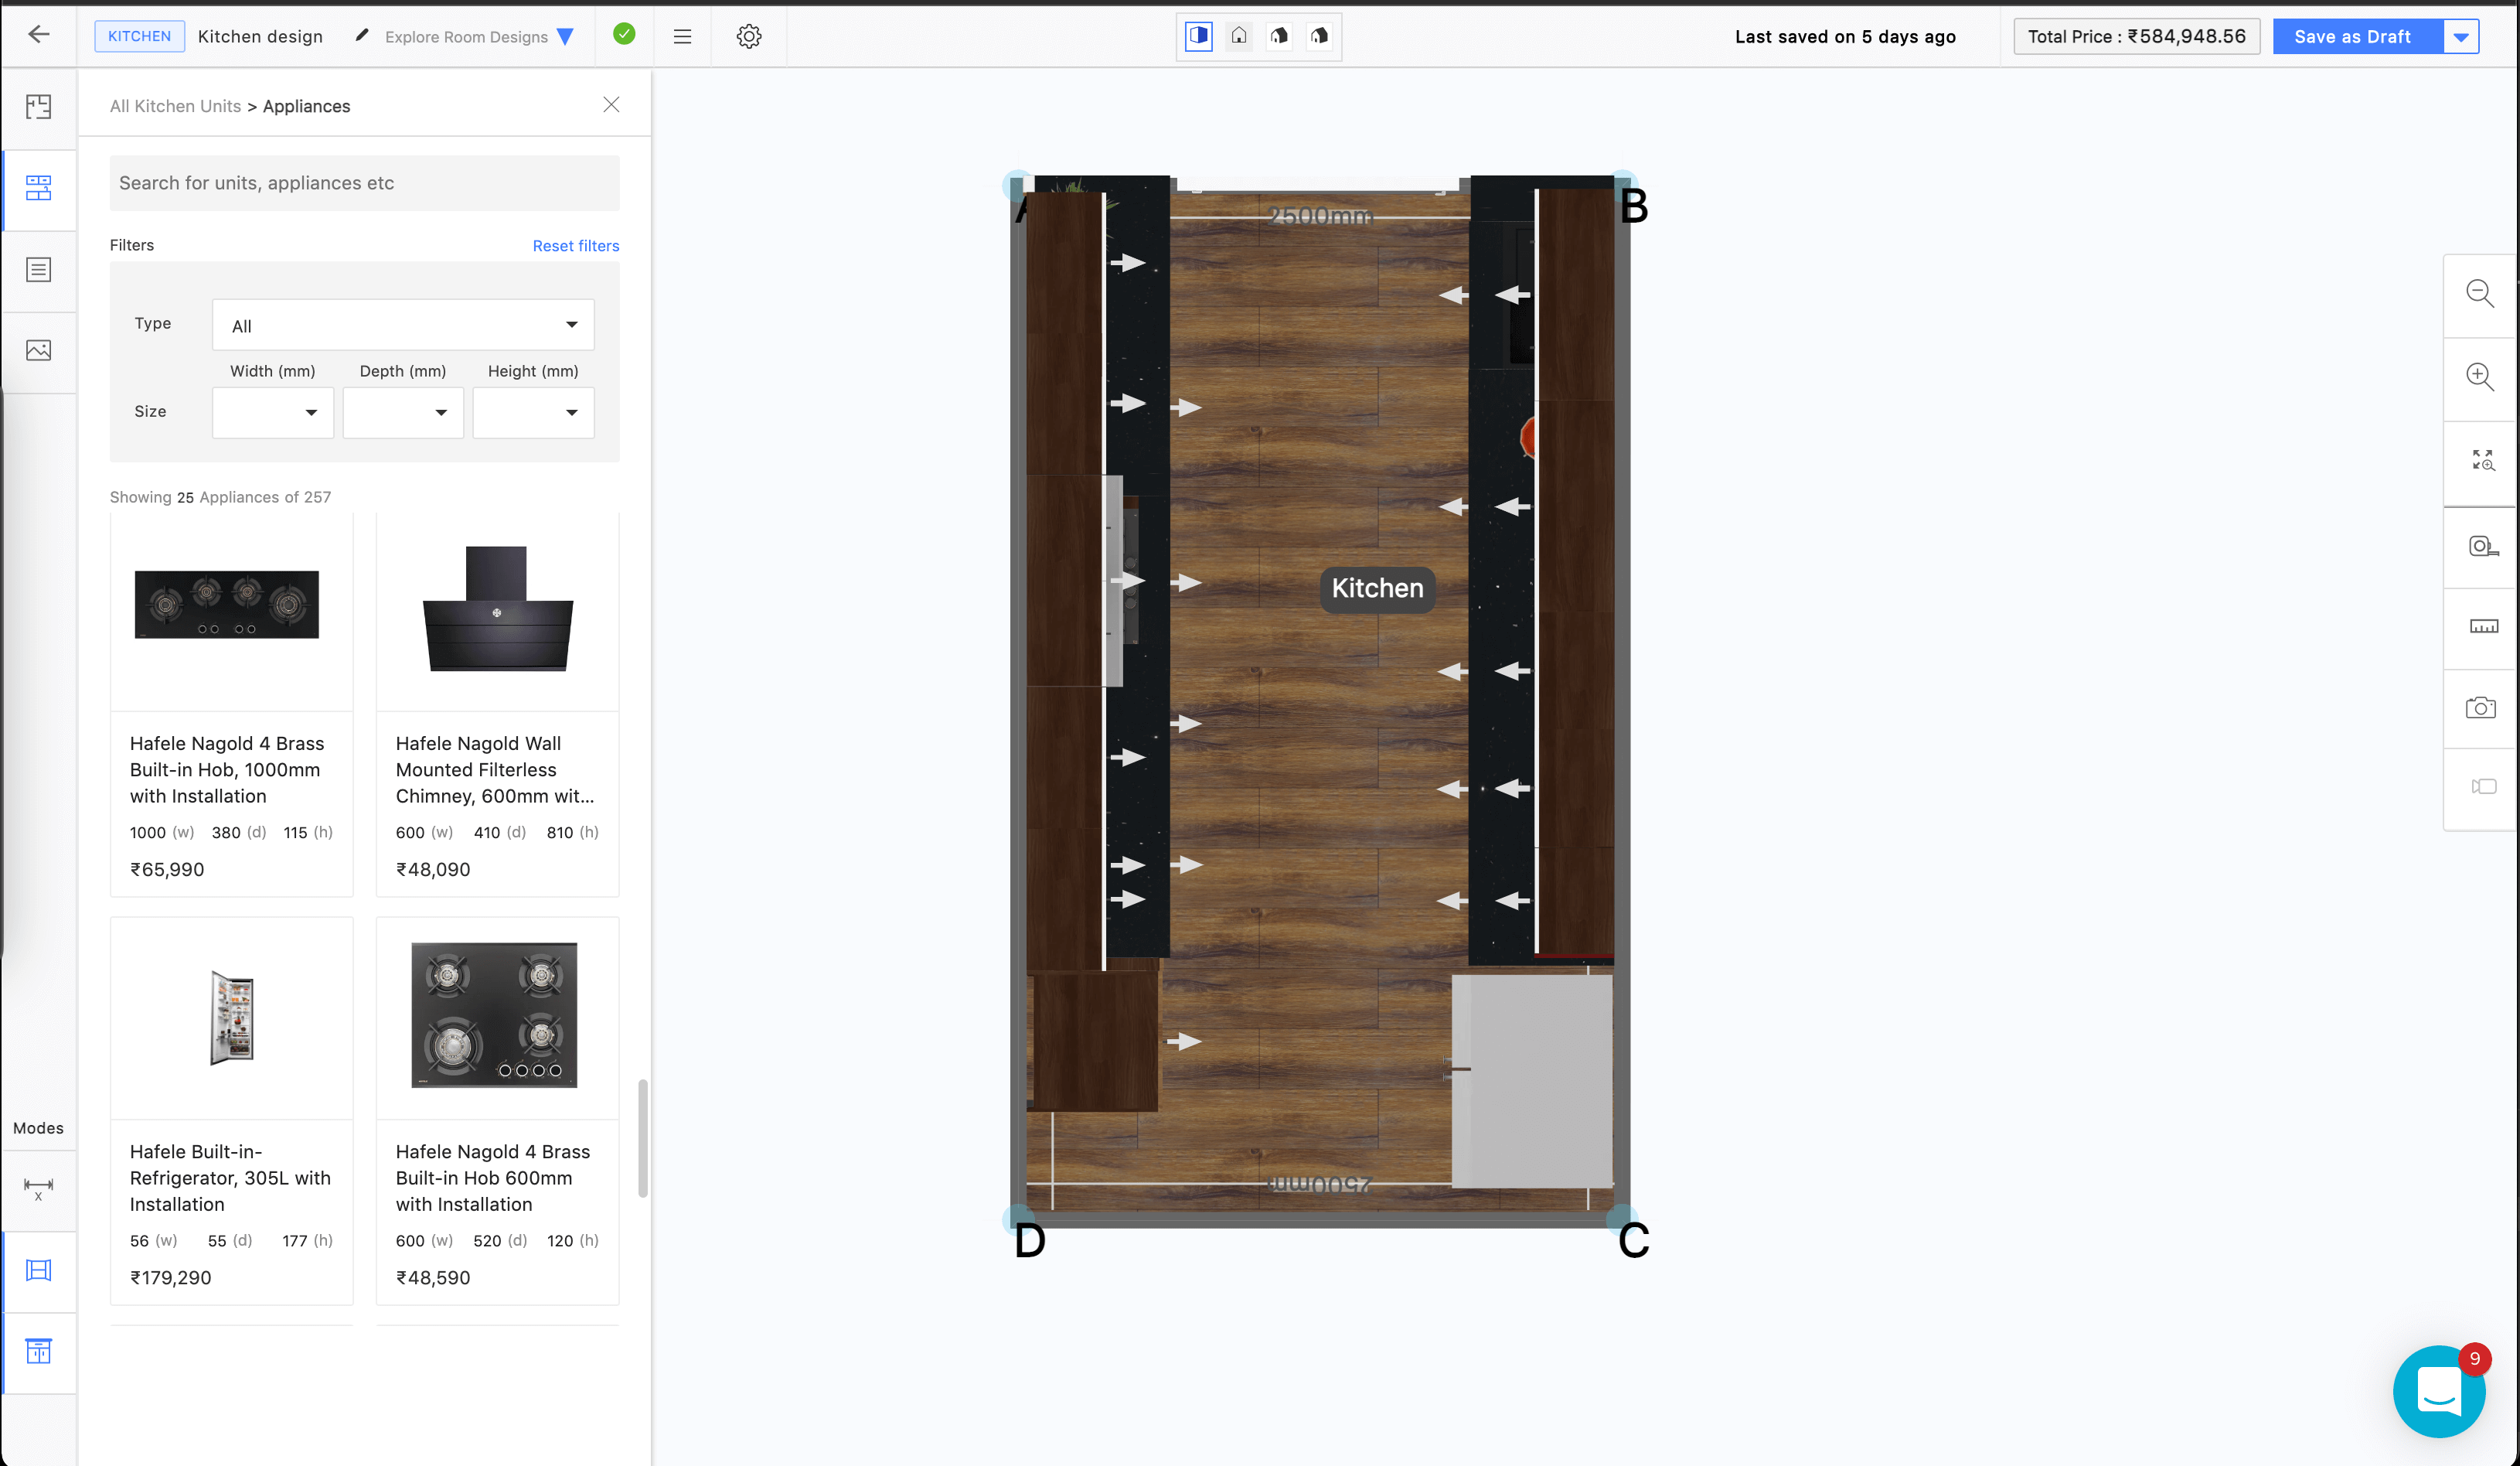 KITCHEN
Kitchen design
Explore Room Designs
Last saved on 5 days ago
Total Price : ₹584,948.56
Save as Draft
All Kitchen Units > Appliances
Search for units, appliances etc
Filters
Reset filters
Type
All
Width (mm)
Depth (mm)
Height (mm)
Size
Showing 25 Appliances of 257
Hafele Nagold 4 Brass
Built-in Hob, 1000mm
with Installation
1000 (w) 380 (d) 115 (h)
₹65,990
Hafele Nagold Wall
Mounted Filterless
Chimney, 600mm wit...
600 (w) 410 (d) 810 (h)
₹48,090
Hafele Built-in-
Refrigerator, 305L with
Installation
56 (w) 55 (d) 177 (h)
₹179,290
Hafele Nagold 4 Brass
Built-in Hob 600mm
with Installation
600 (w) 520 (d) 120 (h)
₹48,590
Modes
X
A
B
2500mm
Kitchen
2500mm
D
C
9